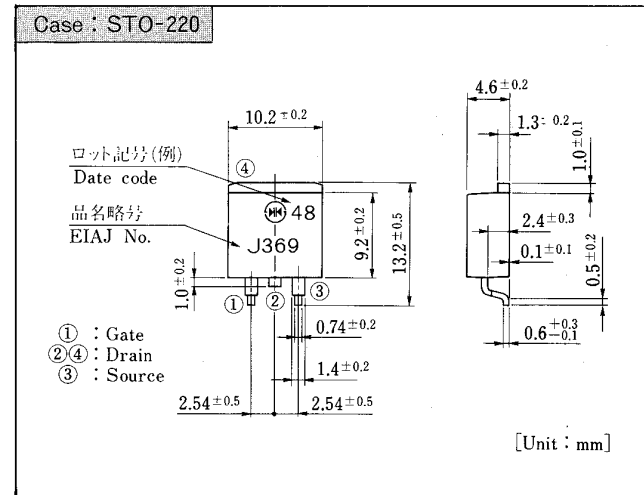 Case : STO-220
4.6±0.2
10.2±0.2
1.3±0.2
1.0±0.1
ロット記号(例)
Date code
④
48
品名略号
EIAJ No.
J369
9.2±0.2
13.2±0.5
2.4±0.3
0.1±0.1
0.5±0.2
1.0±0.2
① ② ③
0.74±0.2
0.6+0.3−0.1
① : Gate
②④ : Drain
③ : Source
1.4±0.2
2.54±0.5 2.54±0.5
[Unit : mm]